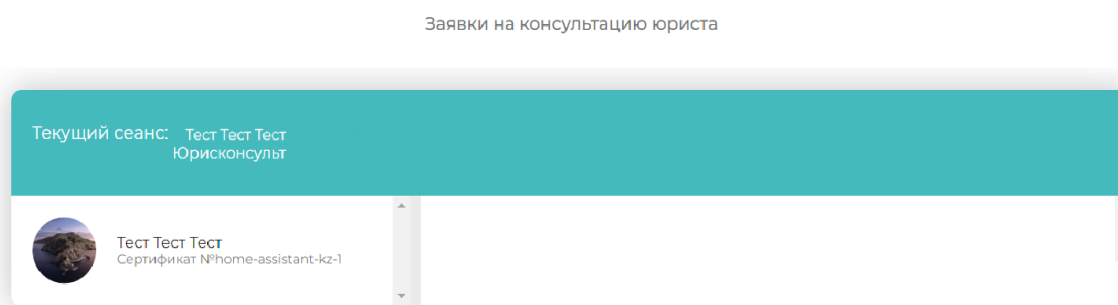 Заявки на консультацию юриста
Текущий сеанс: Тест Тест Тест
Юрисконсульт
Тест Тест Тест
Сертификат №home-assistant-kz-1